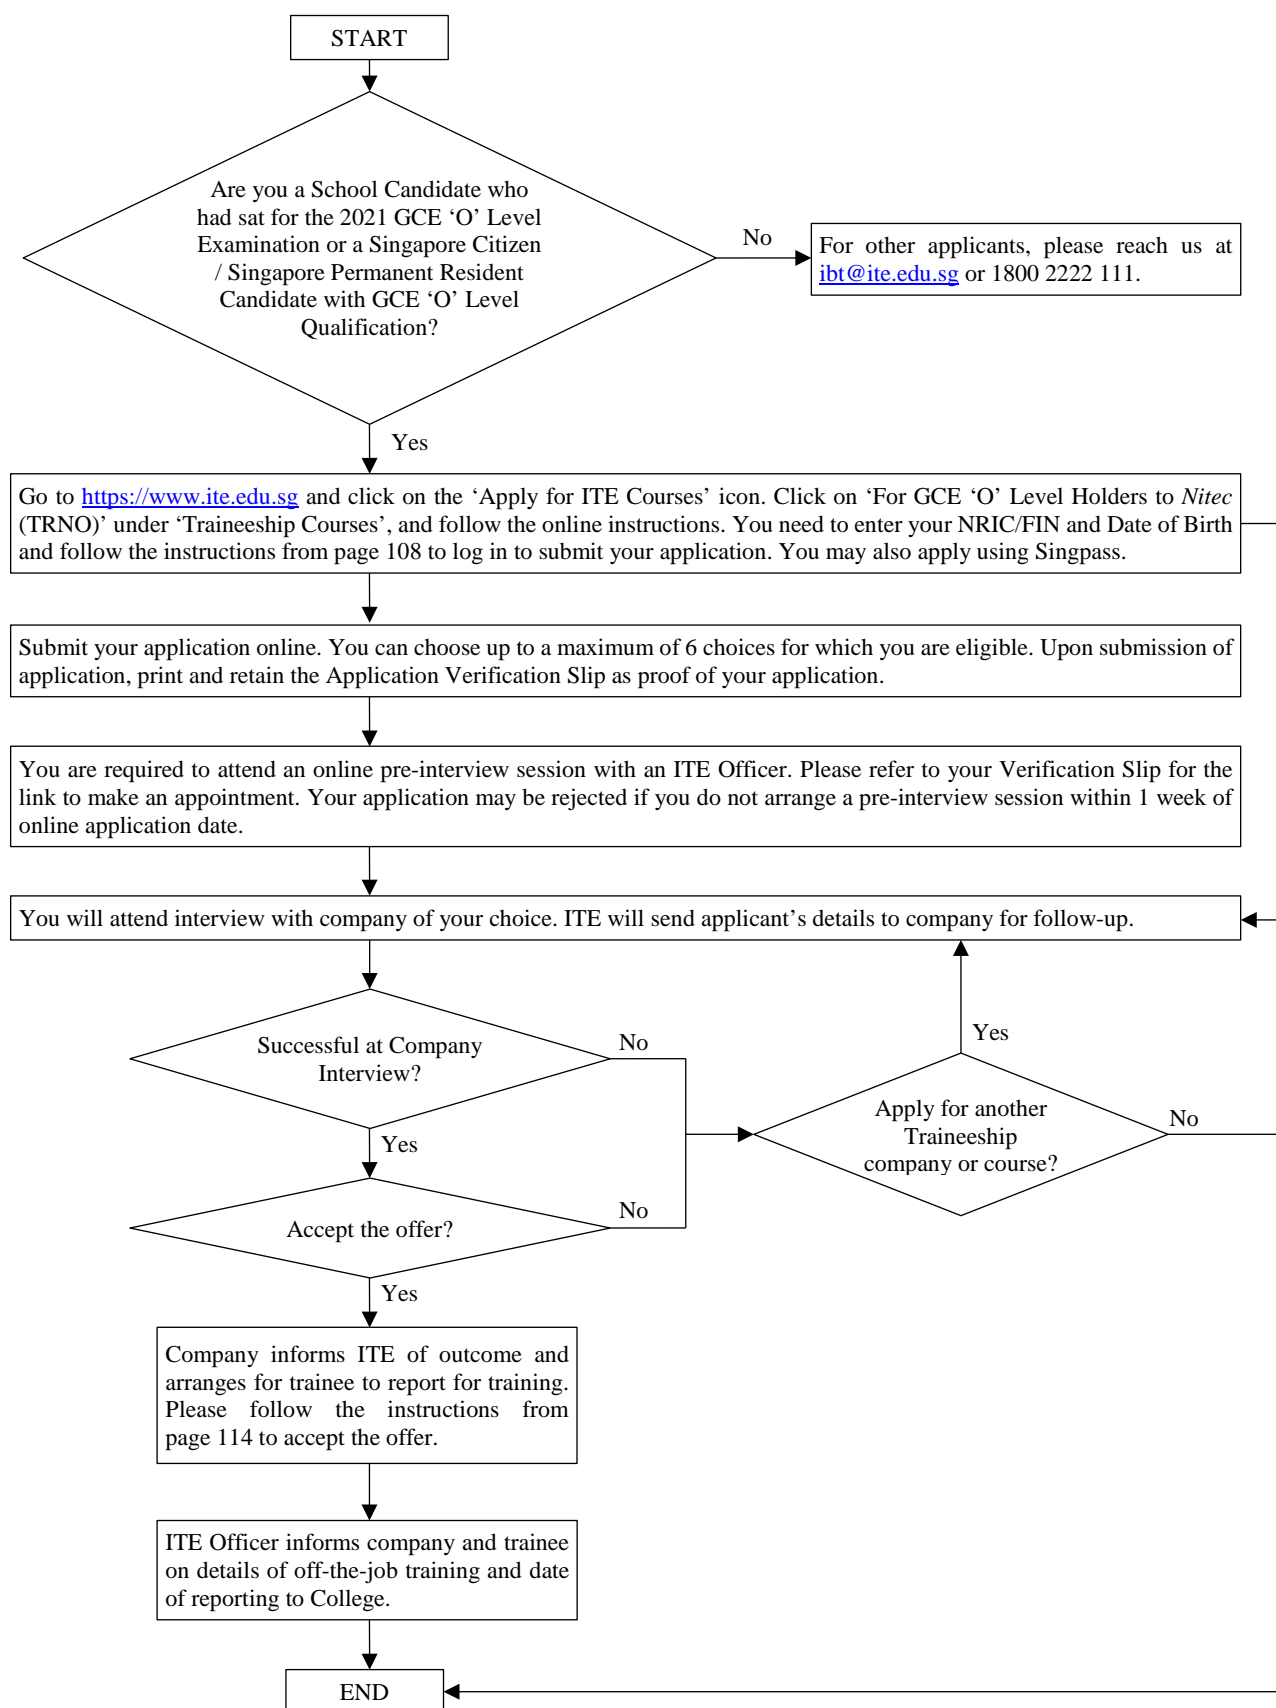 START
Are you a School Candidate who
had sat for the 2021 GCE ‘O’ Level
Examination or a Singapore Citizen
/ Singapore Permanent Resident
Candidate with GCE ‘O’ Level
Qualification?
No
For other applicants, please reach us at
ibt@ite.edu.sg or 1800 2222 111.
Yes
Go to https://www.ite.edu.sg and click on the ‘Apply for ITE Courses’ icon. Click on ‘For GCE ‘O’ Level Holders to Nitec
(TRNO)’ under ‘Traineeship Courses’, and follow the online instructions. You need to enter your NRIC/FIN and Date of Birth
and follow the instructions from page 108 to log in to submit your application. You may also apply using Singpass.
Submit your application online. You can choose up to a maximum of 6 choices for which you are eligible. Upon submission of
application, print and retain the Application Verification Slip as proof of your application.
You are required to attend an online pre-interview session with an ITE Officer. Please refer to your Verification Slip for the
link to make an appointment. Your application may be rejected if you do not arrange a pre-interview session within 1 week of
online application date.
You will attend interview with company of your choice. ITE will send applicant’s details to company for follow-up.
Successful at Company
Interview?
No
Yes
Yes
Apply for another
Traineeship
company or course?
No
Accept the offer?
No
Yes
Company informs ITE of outcome and
arranges for trainee to report for training.
Please follow the instructions from
page 114 to accept the offer.
ITE Officer informs company and trainee
on details of off-the-job training and date
of reporting to College.
END